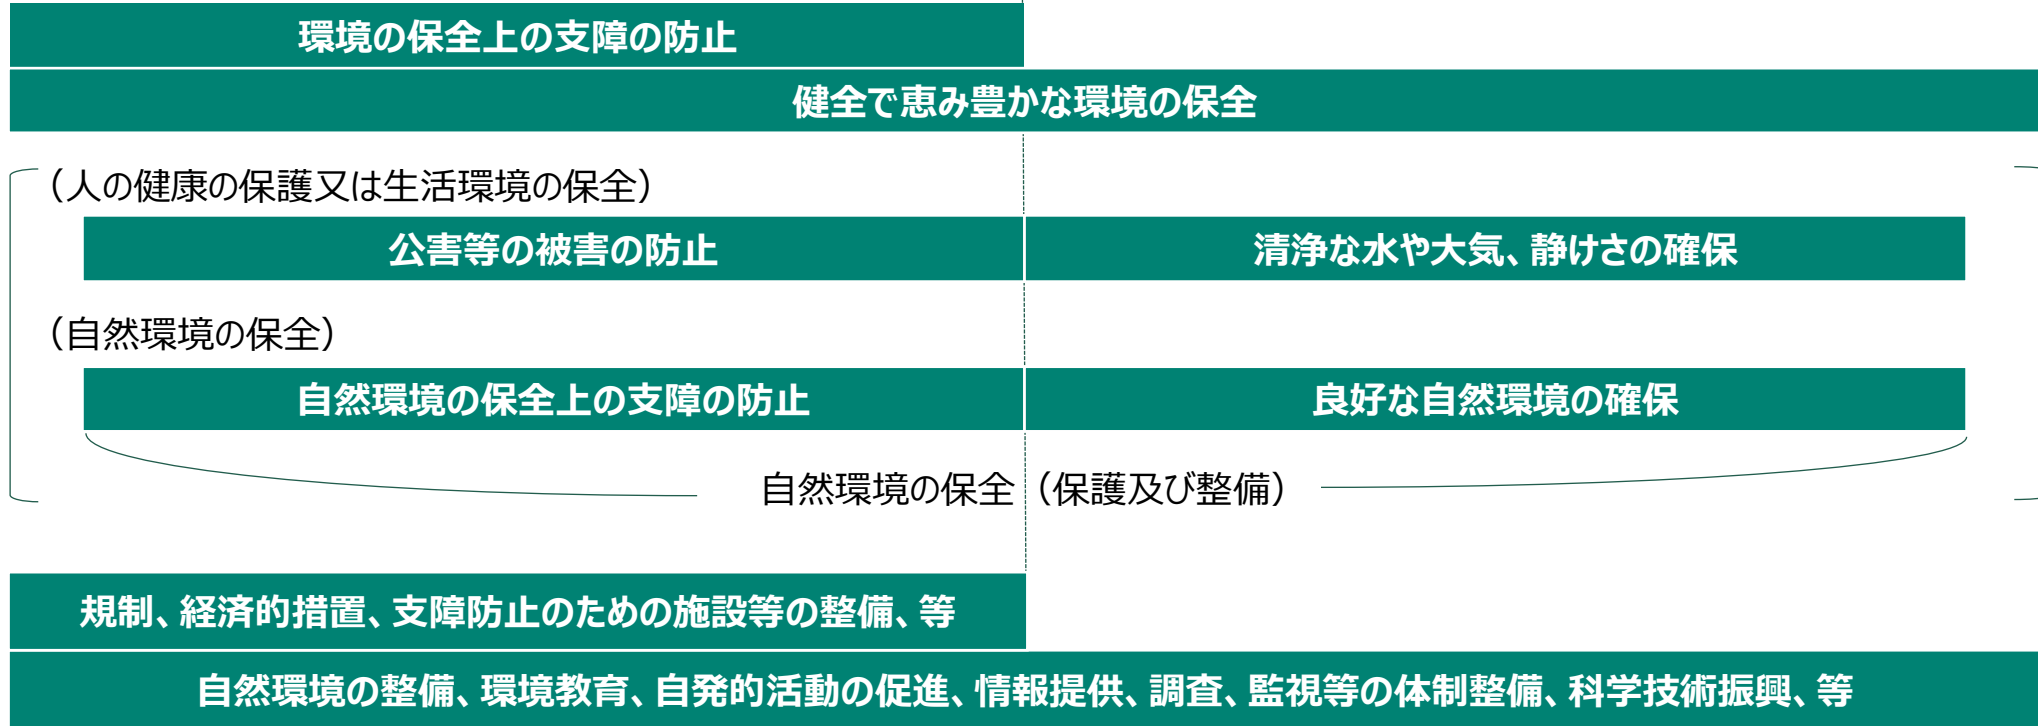 環境の保全上の支障の防止
健全で恵み豊かな環境の保全
（人の健康の保護又は生活環境の保全）
公害等の被害の防止
清浄な水や大気、静けさの確保
（自然環境の保全）
自然環境の保全上の支障の防止
良好な自然環境の確保
自然環境の保全（保護及び整備）
規制、経済的措置、支障防止のための施設等の整備、等
自然環境の整備、環境教育、自発的活動の促進、情報提供、調査、監視等の体制整備、科学技術振興、等